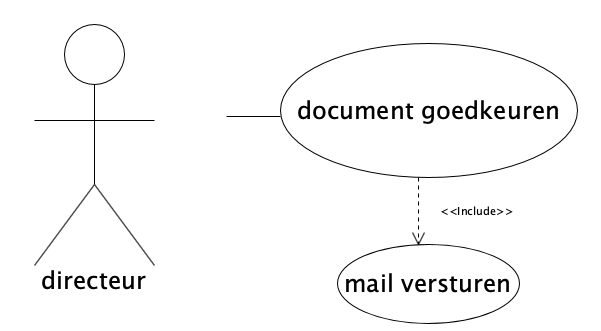 document goedkeuren
<<Include>>
directeur
mail versturen